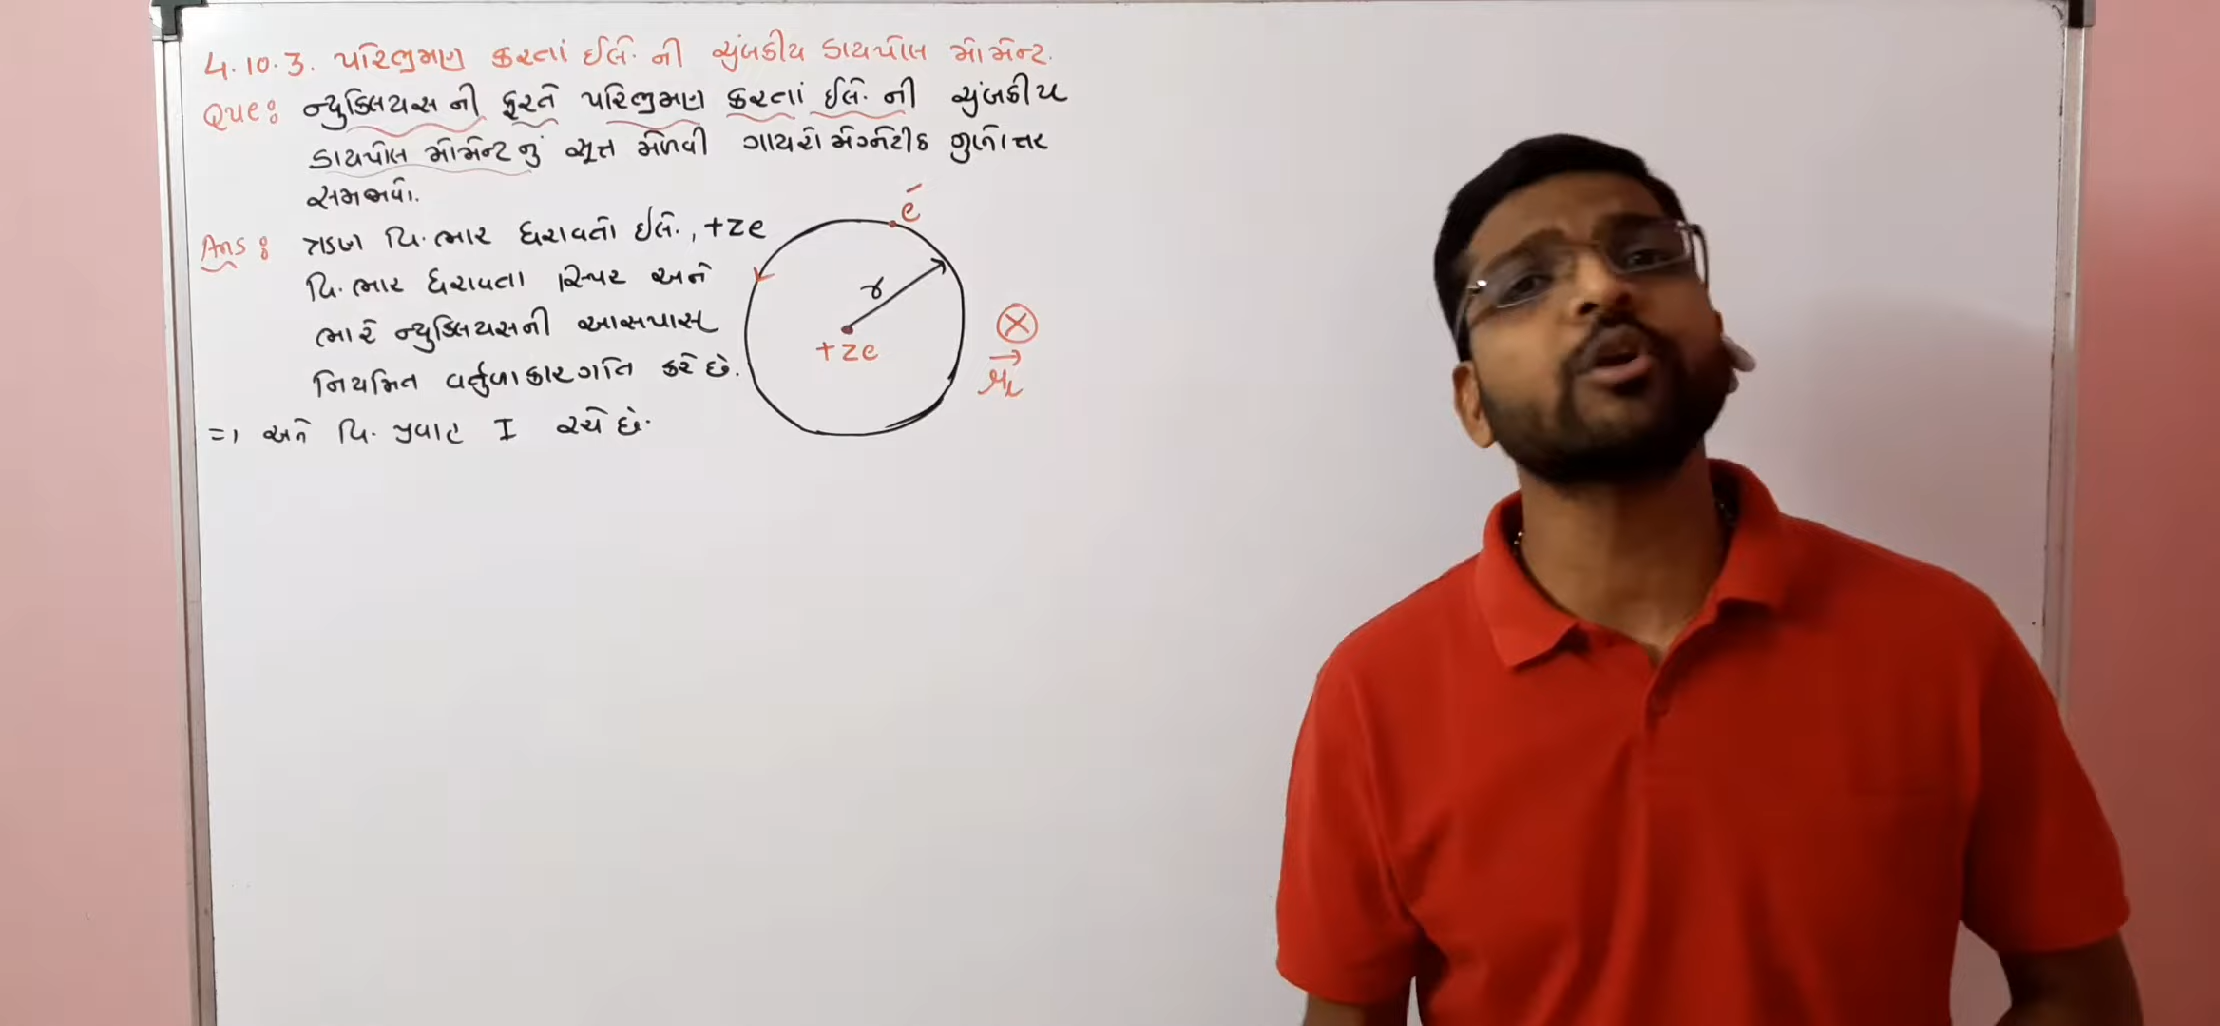 4.10.3. પરિભ્રમણ કરતાં ઈલે. ની ચુંબકીય ડાયપોલ મોમેન્ટ.
Que: ન્યુક્લિયસ ની ફરતે પરિભ્રમણ કરતાં ઈલે. ની ચુંબકીય
ડાયપોલ મોમેન્ટનું સૂત્ર મેળવી ગાયરો મેગ્નેટીક ગુણોત્તર
સમજાવો.
Ans: ઋણ વિ. ભાર ધરાવતો ઈલે., +ze
વિ. ભાર ધરાવતા સ્થિર અને
ભારે ન્યુક્લિયસની આસપાસ
નિયમિત વર્તુળાકાર ગતિ કરે છે.
=> અને વિ. પ્રવાહ I રચે છે.
e⁻
r
+ze
⊗
μ⃗ₗ